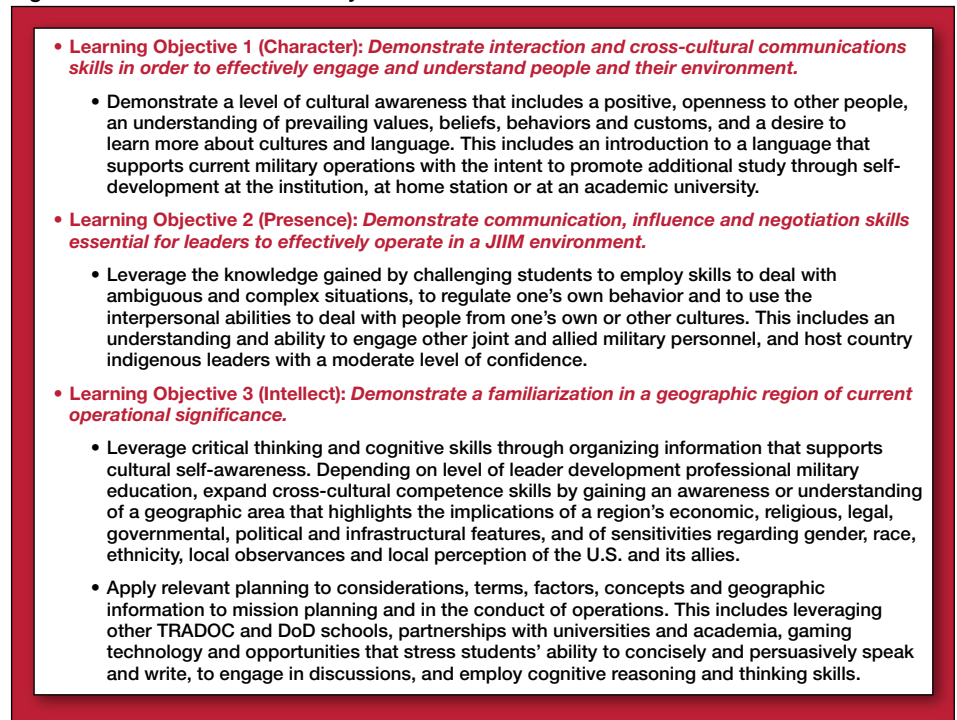 • Learning Objective 1 (Character): Demonstrate interaction and cross-cultural communications
skills in order to effectively engage and understand people and their environment.
• Demonstrate a level of cultural awareness that includes a positive, openness to other people,
an understanding of prevailing values, beliefs, behaviors and customs, and a desire to
learn more about cultures and language. This includes an introduction to a language that
supports current military operations with the intent to promote additional study through self-
development at the institution, at home station or at an academic university.
• Learning Objective 2 (Presence): Demonstrate communication, influence and negotiation skills
essential for leaders to effectively operate in a JIIM environment.
• Leverage the knowledge gained by challenging students to employ skills to deal with
ambiguous and complex situations, to regulate one's own behavior and to use the
interpersonal abilities to deal with people from one's own or other cultures. This includes an
understanding and ability to engage other joint and allied military personnel, and host country
indigenous leaders with a moderate level of confidence.
• Learning Objective 3 (Intellect): Demonstrate a familiarization in a geographic region of current
operational significance.
• Leverage critical thinking and cognitive skills through organizing information that supports
cultural self-awareness. Depending on level of leader development professional military
education, expand cross-cultural competence skills by gaining an awareness or understanding
of a geographic area that highlights the implications of a region's economic, religious, legal,
governmental, political and infrastructural features, and of sensitivities regarding gender, race,
ethnicity, local observances and local perception of the U.S. and its allies.
• Apply relevant planning to considerations, terms, factors, concepts and geographic
information to mission planning and in the conduct of operations. This includes leveraging
other TRADOC and DoD schools, partnerships with universities and academia, gaming
technology and opportunities that stress students' ability to concisely and persuasively speak
and write, to engage in discussions, and employ cognitive reasoning and thinking skills.